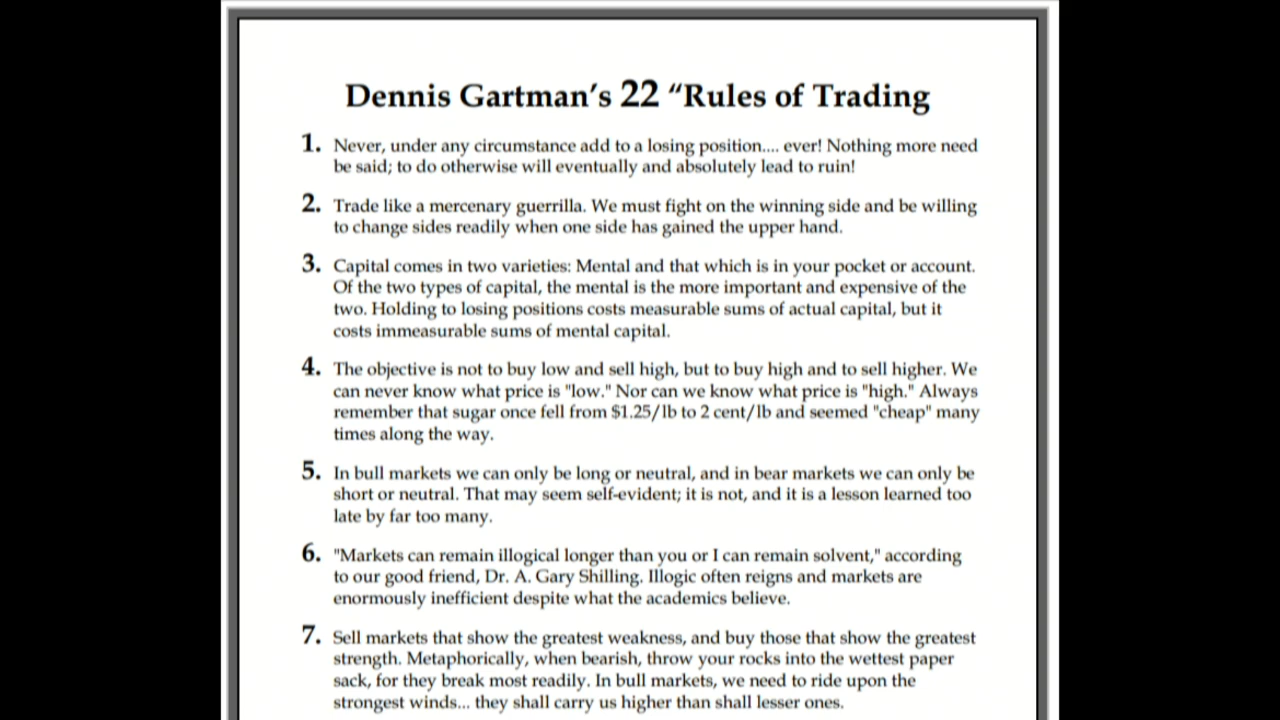 Dennis Gartman's 22 “Rules of Trading
1. Never, under any circumstance add to a losing position.... ever! Nothing more need
be said; to do otherwise will eventually and absolutely lead to ruin!
2. Trade like a mercenary guerrilla. We must fight on the winning side and be willing
to change sides readily when one side has gained the upper hand.
3. Capital comes in two varieties: Mental and that which is in your pocket or account.
Of the two types of capital, the mental is the more important and expensive of the
two. Holding to losing positions costs measurable sums of actual capital, but it
costs immeasurable sums of mental capital.
4. The objective is not to buy low and sell high, but to buy high and to sell higher. We
can never know what price is "low." Nor can we know what price is "high." Always
remember that sugar once fell from $1.25/lb to 2 cent/lb and seemed "cheap" many
times along the way.
5. In bull markets we can only be long or neutral, and in bear markets we can only be
short or neutral. That may seem self-evident; it is not, and it is a lesson learned too
late by far too many.
6. "Markets can remain illogical longer than you or I can remain solvent," according
to our good friend, Dr. A. Gary Shilling. Illogic often reigns and markets are
enormously inefficient despite what the academics believe.
7. Sell markets that show the greatest weakness, and buy those that show the greatest
strength. Metaphorically, when bearish, throw your rocks into the wettest paper
sack, for they break most readily. In bull markets, we need to ride upon the
strongest winds... they shall carry us higher than shall lesser ones.